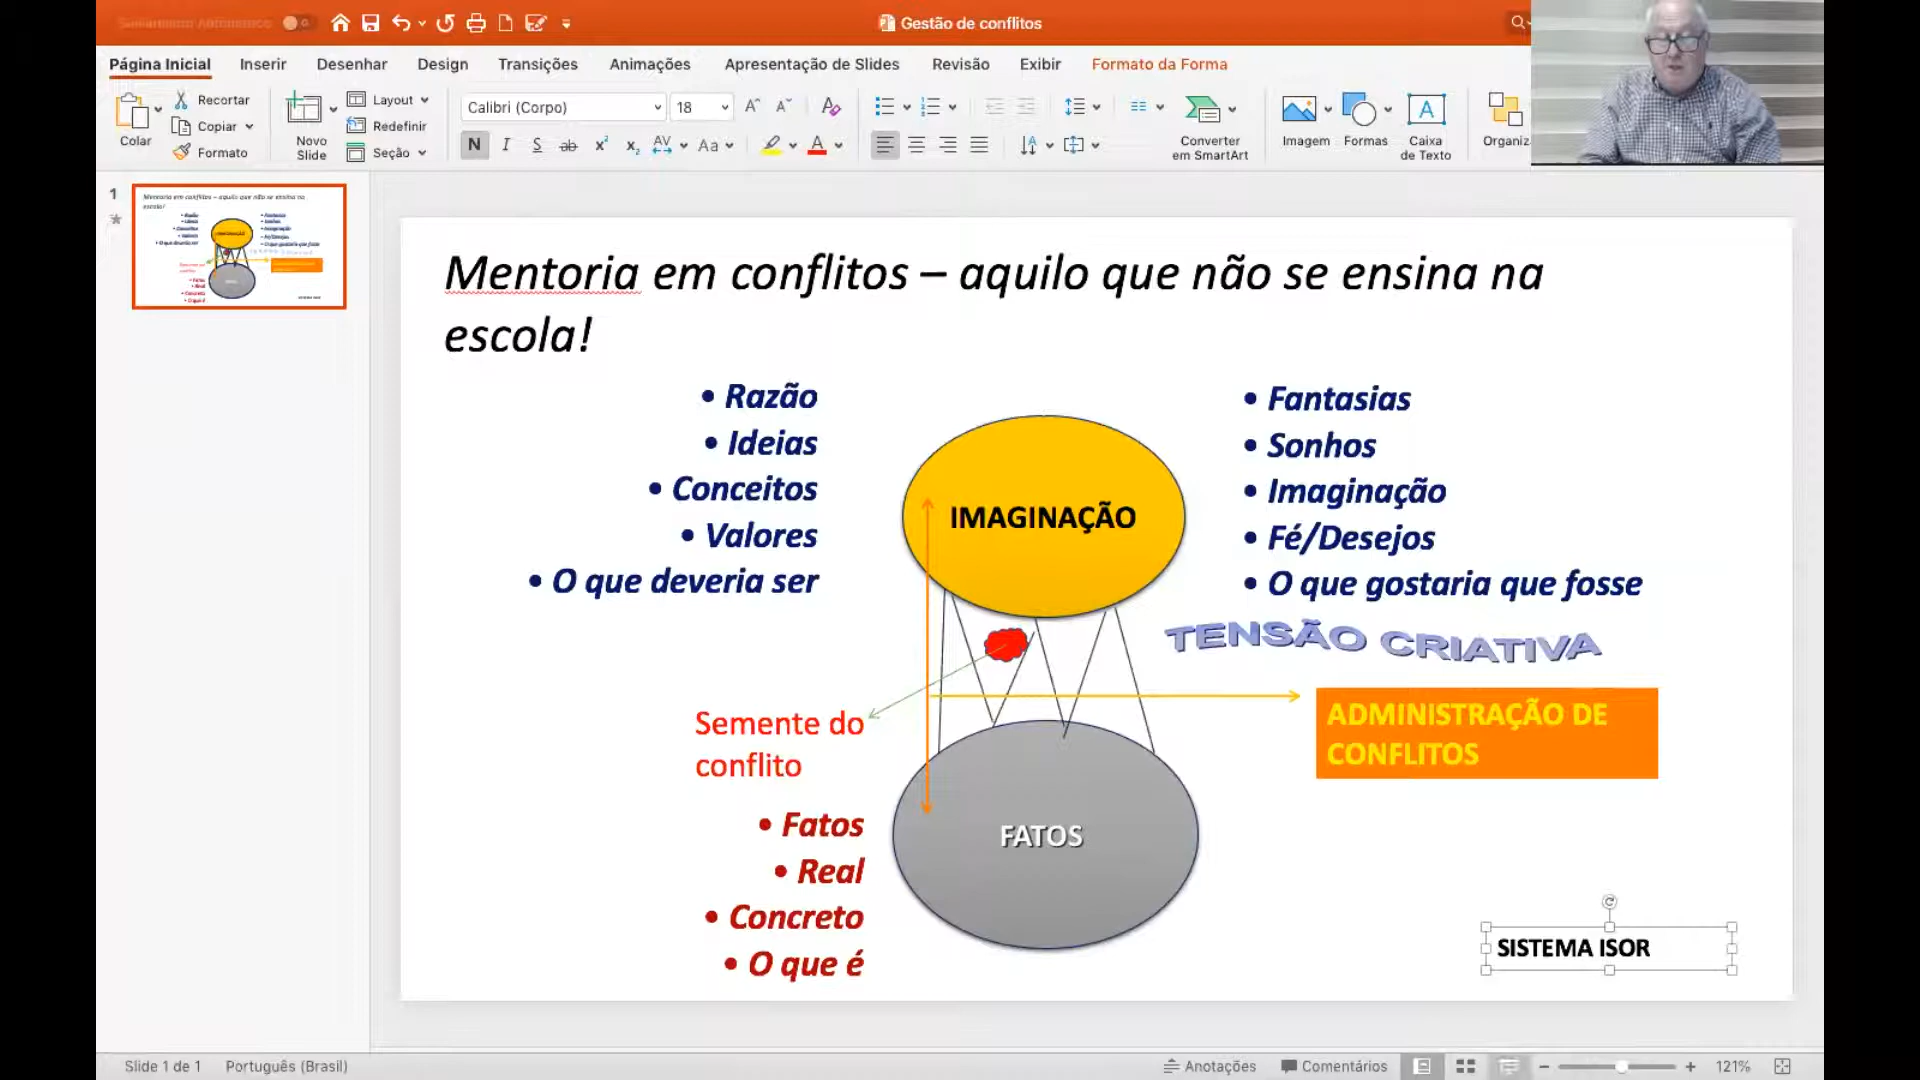 Gestão de conflitos
Página Inicial
Inserir
Desenhar
Design
Transições
Animações
Apresentação de Slides
Revisão
Exibir
Formato da Forma
Colar
Recortar
Copiar
Formato
Novo
Slide
Layout
Redefinir
Seção
Calibri (Corpo)
18
Converter
em SmartArt
Imagem
Formas
Caixa
de Texto
Organiz
1
Mentoria em conflitos – aquilo que não se ensina na
escola!
• Razão
• Ideias
• Conceitos
• Valores
• O que deveria ser
• Fantasias
• Sonhos
• Imaginação
• Fé/Desejos
• O que gostaria que fosse
IMAGINAÇÃO
TENSÃO CRIATIVA
Semente do
conflito
ADMINISTRAÇÃO DE
CONFLITOS
• Fatos
• Real
• Concreto
• O que é
FATOS
SISTEMA ISOR
Slide 1 de 1
Português (Brasil)
Anotações
Comentários
121%